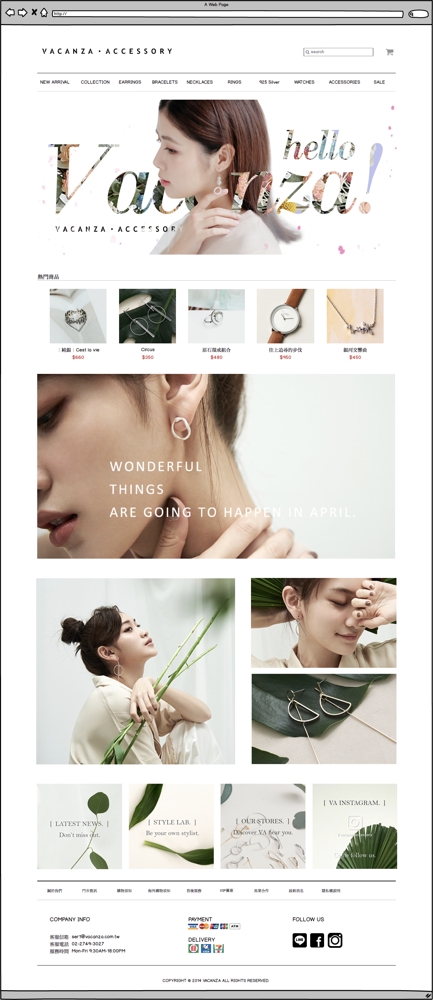 A Web Page
http://
VACANZA・ACCESSORY
search
NEW ARRIVAL COLLECTION EARRINGS BRACELETS NECKLACES RINGS 925 Silver WATCHES ACCESSORIES SALE
hello
Vacanza!
VACANZA・ACCESSORY
熱門商品
｜純銀｜Cest la vie
$660
Circus
$350
原石環戒組合
$480
往上追尋的步伐
$950
銀河交響曲
$450
WONDERFUL
THINGS
ARE GOING TO HAPPEN IN APRIL.
[ LATEST NEWS. ]
Don't miss out.
[ STYLE LAB. ]
Be your own stylist.
[ OUR STORES. ]
Discover VA near you.
[ VA INSTAGRAM. ]
# vacanzaaccessory
Come follow us.
關於我們 門市資訊 購物須知 海外購物須知 售後服務 VIP優惠 異業合作 最新消息 隱私權說明
COMPANY INFO
客服信箱 ser1@vacanza.com.tw
客服電話 02-2749-3027
服務時間 Mon-Fri 9:30AM-18:00PM
PAYMENT
VISA MasterCard UnionPay JCB ATM
DELIVERY
郵 7-ELEVEN
FOLLOW US
LINE
COPYRIGHT © 2014 VACANZA ALL RIGHTS RESERVED.